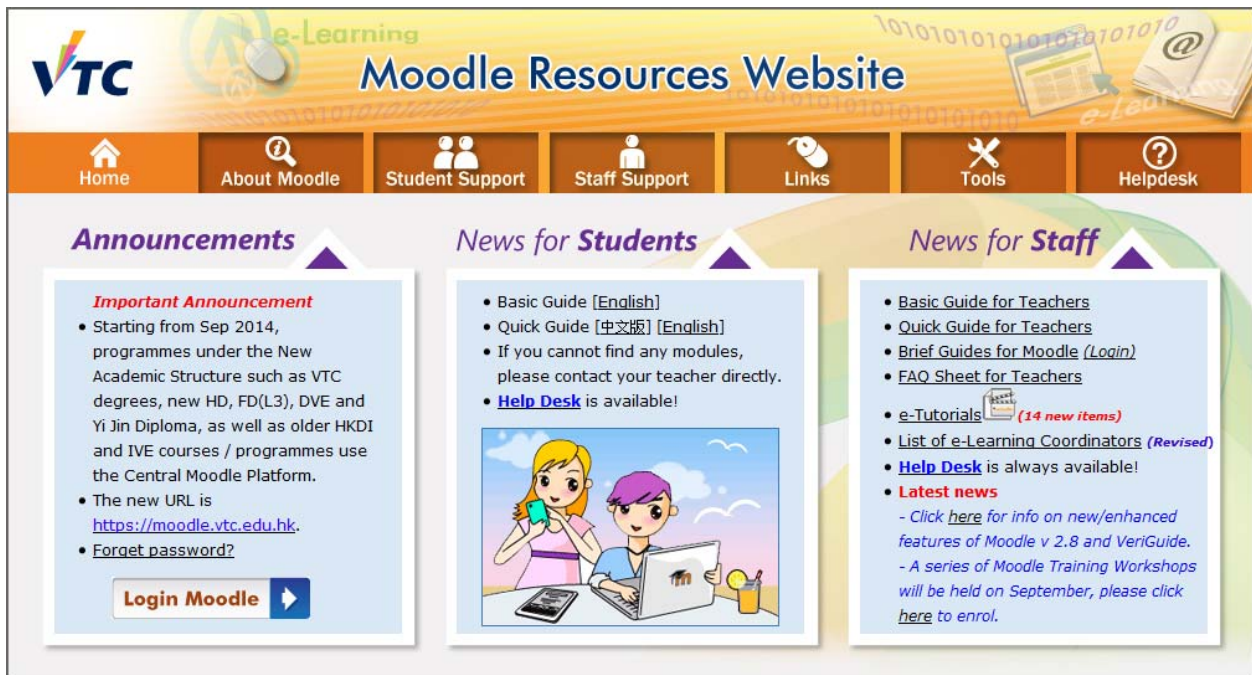 e-Learning
1010101010101010101010
VTC
Moodle Resources Website
@
e-Learning
Home
About Moodle
Student Support
Staff Support
Links
Tools
Helpdesk
Announcements
Important Announcement
• Starting from Sep 2014,
programmes under the New
Academic Structure such as VTC
degrees, new HD, FD(L3), DVE and
Yi Jin Diploma, as well as older HKDI
and IVE courses / programmes use
the Central Moodle Platform.
• The new URL is
https://moodle.vtc.edu.hk.
• Forget password?
Login Moodle
News for Students
• Basic Guide [English]
• Quick Guide [中文版] [English]
• If you cannot find any modules,
please contact your teacher directly.
• Help Desk is available!
m
News for Staff
• Basic Guide for Teachers
• Quick Guide for Teachers
• Brief Guides for Moodle (Login)
• FAQ Sheet for Teachers
• e-Tutorials (14 new items)
• List of e-Learning Coordinators (Revised)
• Help Desk is always available!
• Latest news
- Click here for info on new/enhanced
features of Moodle v 2.8 and VeriGuide.
- A series of Moodle Training Workshops
will be held on September, please click
here to enrol.